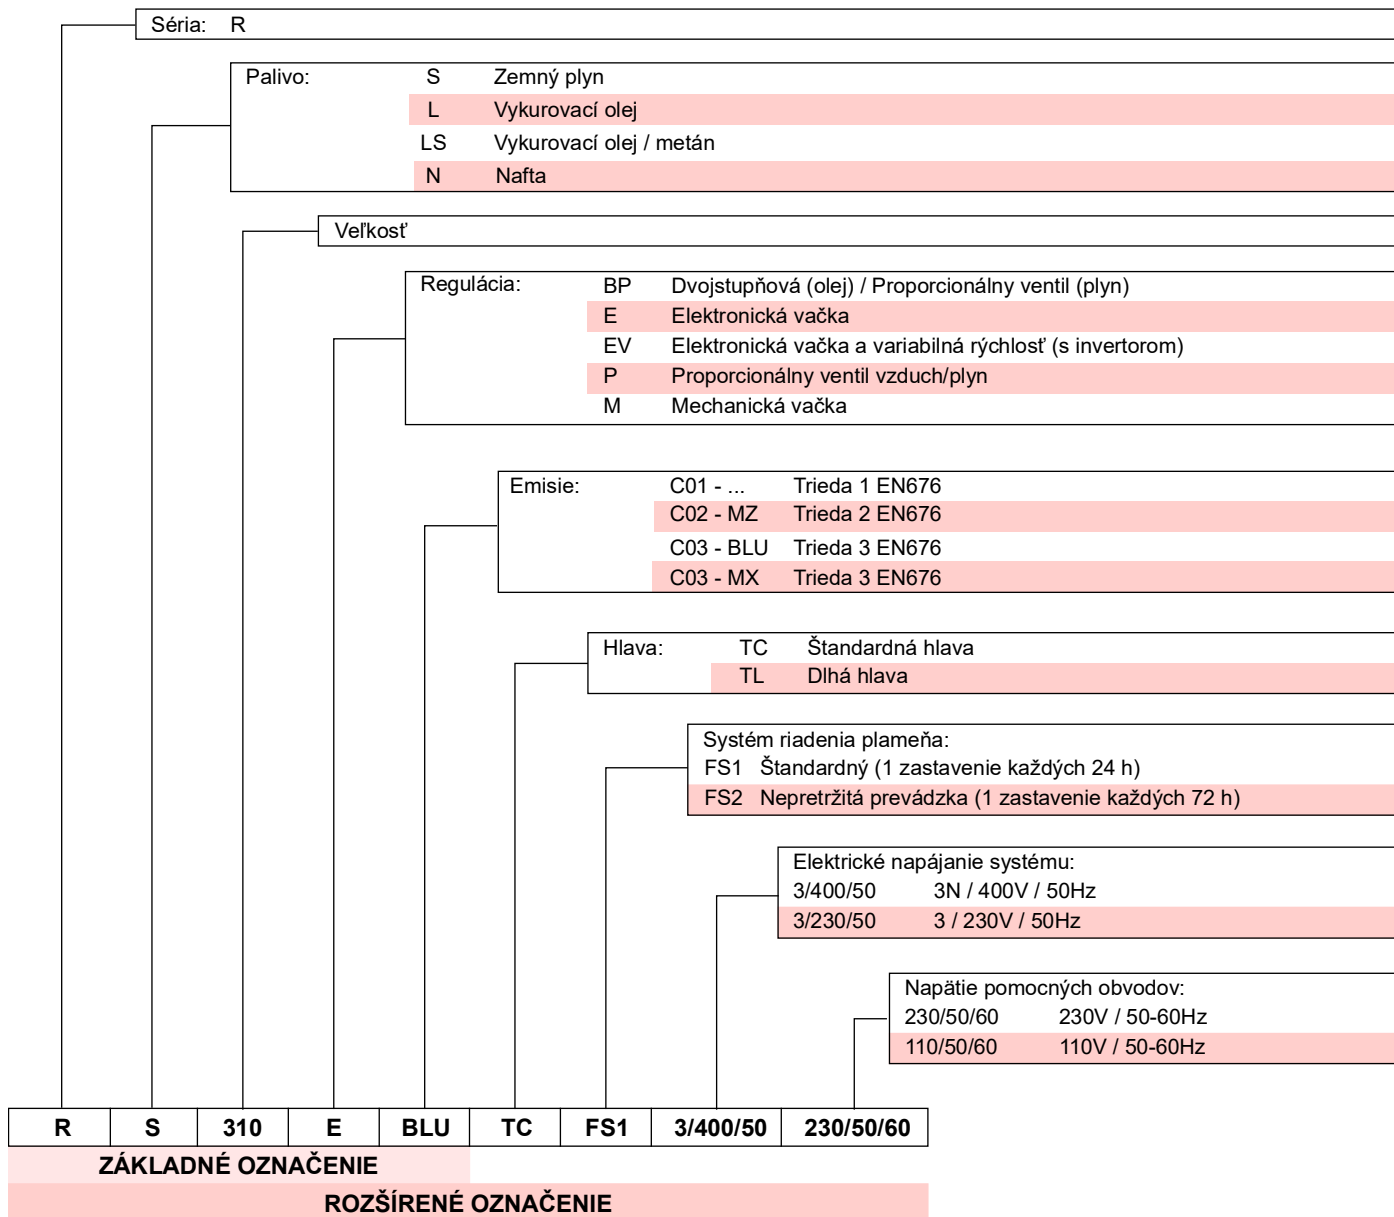 Séria: R
Palivo: S Zemný plyn
L Vykurovací olej
LS Vykurovací olej / metán
N Nafta
Veľkosť
Regulácia: BP Dvojstupňová (olej) / Proporcionálny ventil (plyn)
E Elektronická vačka
EV Elektronická vačka a variabilná rýchlosť (s invertorom)
P Proporcionálny ventil vzduch/plyn
M Mechanická vačka
Emisie: C01 - ... Trieda 1 EN676
C02 - MZ Trieda 2 EN676
C03 - BLU Trieda 3 EN676
C03 - MX Trieda 3 EN676
Hlava: TC Štandardná hlava
TL Dlhá hlava
Systém riadenia plameňa:
FS1 Štandardný (1 zastavenie každých 24 h)
FS2 Nepretržitá prevádzka (1 zastavenie každých 72 h)
Elektrické napájanie systému:
3/400/50 3N / 400V / 50Hz
3/230/50 3 / 230V / 50Hz
Napätie pomocných obvodov:
230/50/60 230V / 50-60Hz
110/50/60 110V / 50-60Hz
R S 310 E BLU TC FS1 3/400/50 230/50/60
ZÁKLADNÉ OZNAČENIE
ROZŠÍRENÉ OZNAČENIE